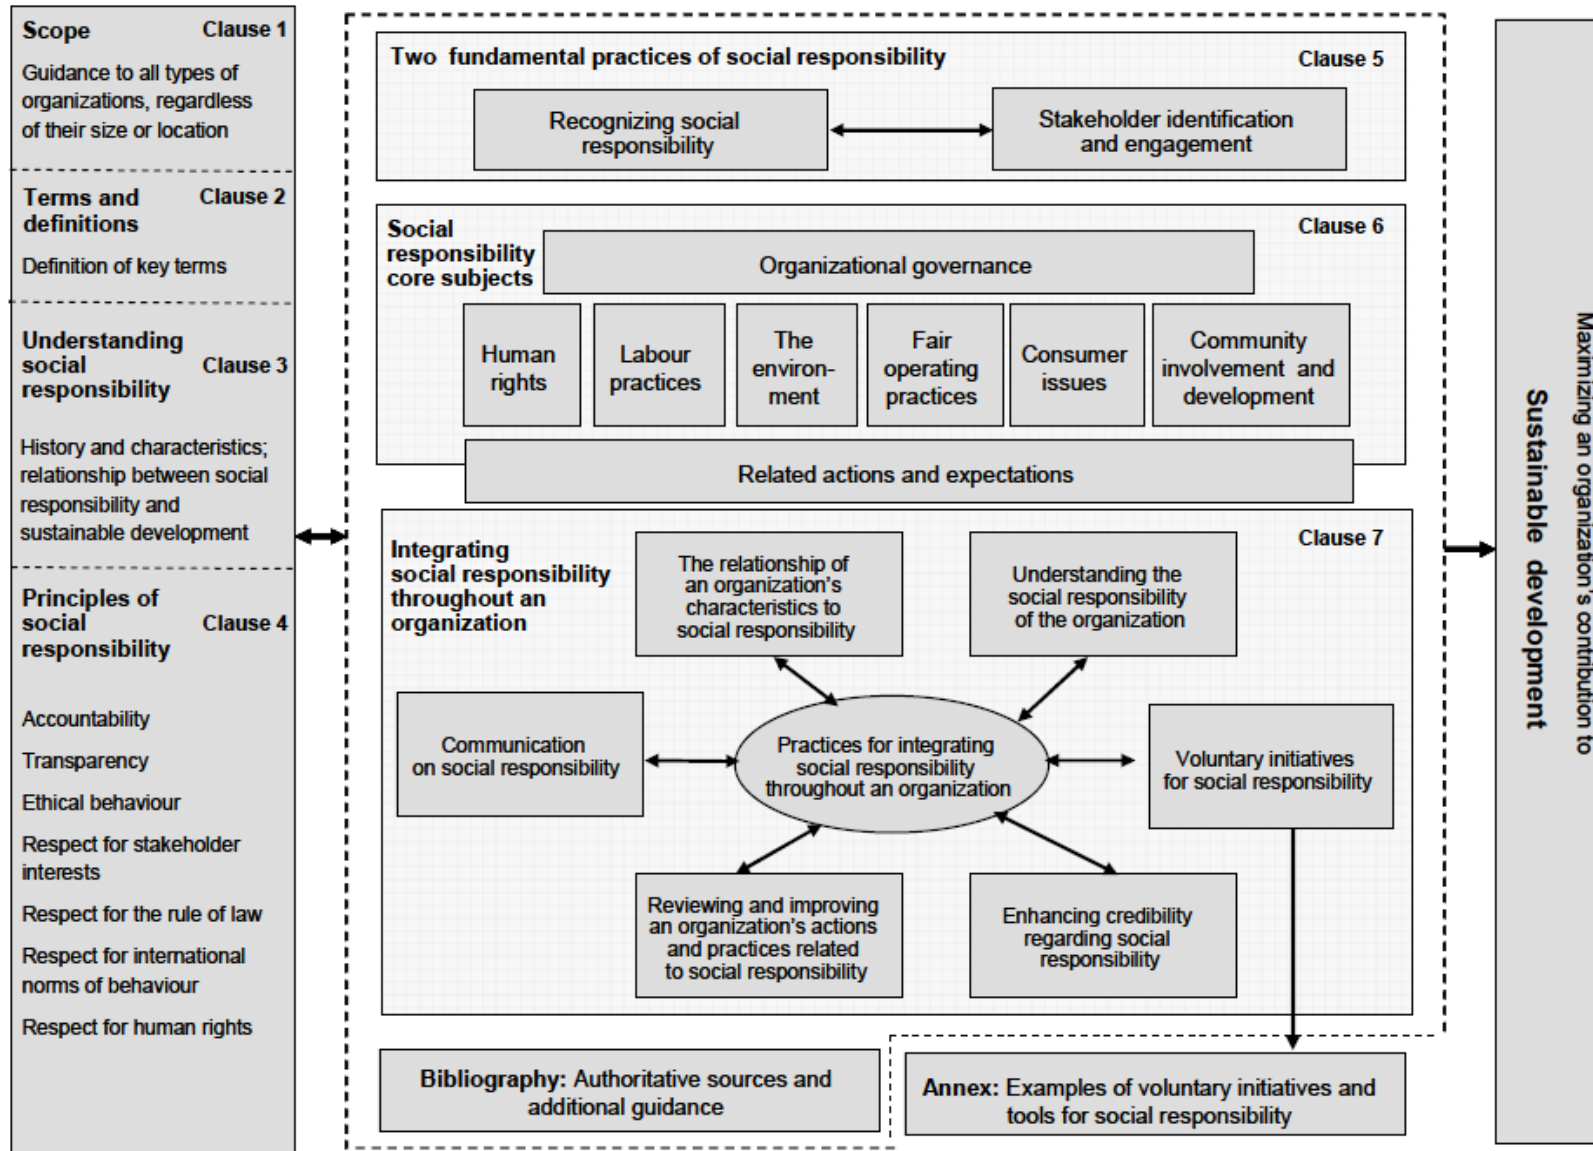 Scope Clause 1
Guidance to all types of
organizations, regardless
of their size or location
Terms and Clause 2
definitions
Definition of key terms
Understanding
social Clause 3
responsibility
History and characteristics;
relationship between social
responsibility and
sustainable development
Principles of
social Clause 4
responsibility
Accountability
Transparency
Ethical behaviour
Respect for stakeholder
interests
Respect for the rule of law
Respect for international
norms of behaviour
Respect for human rights
Two fundamental practices of social responsibility Clause 5
Recognizing social
responsibility
Stakeholder identification
and engagement
Social
responsibility
core subjects
Clause 6
Organizational governance
Human
rights
Labour
practices
The
environ-
ment
Fair
operating
practices
Consumer
issues
Community
involvement and
development
Related actions and expectations
Integrating
social responsibility
throughout an
organization
Clause 7
The relationship of
an organization's
characteristics to
social responsibility
Understanding the
social responsibility
of the organization
Communication
on social responsibility
Practices for integrating
social responsibility
throughout an organization
Voluntary initiatives
for social responsibility
Reviewing and improving
an organization's actions
and practices related
to social responsibility
Enhancing credibility
regarding social
responsibility
Bibliography: Authoritative sources and
additional guidance
Annex: Examples of voluntary initiatives and
tools for social responsibility
Maximizing an organization's contribution to
Sustainable development